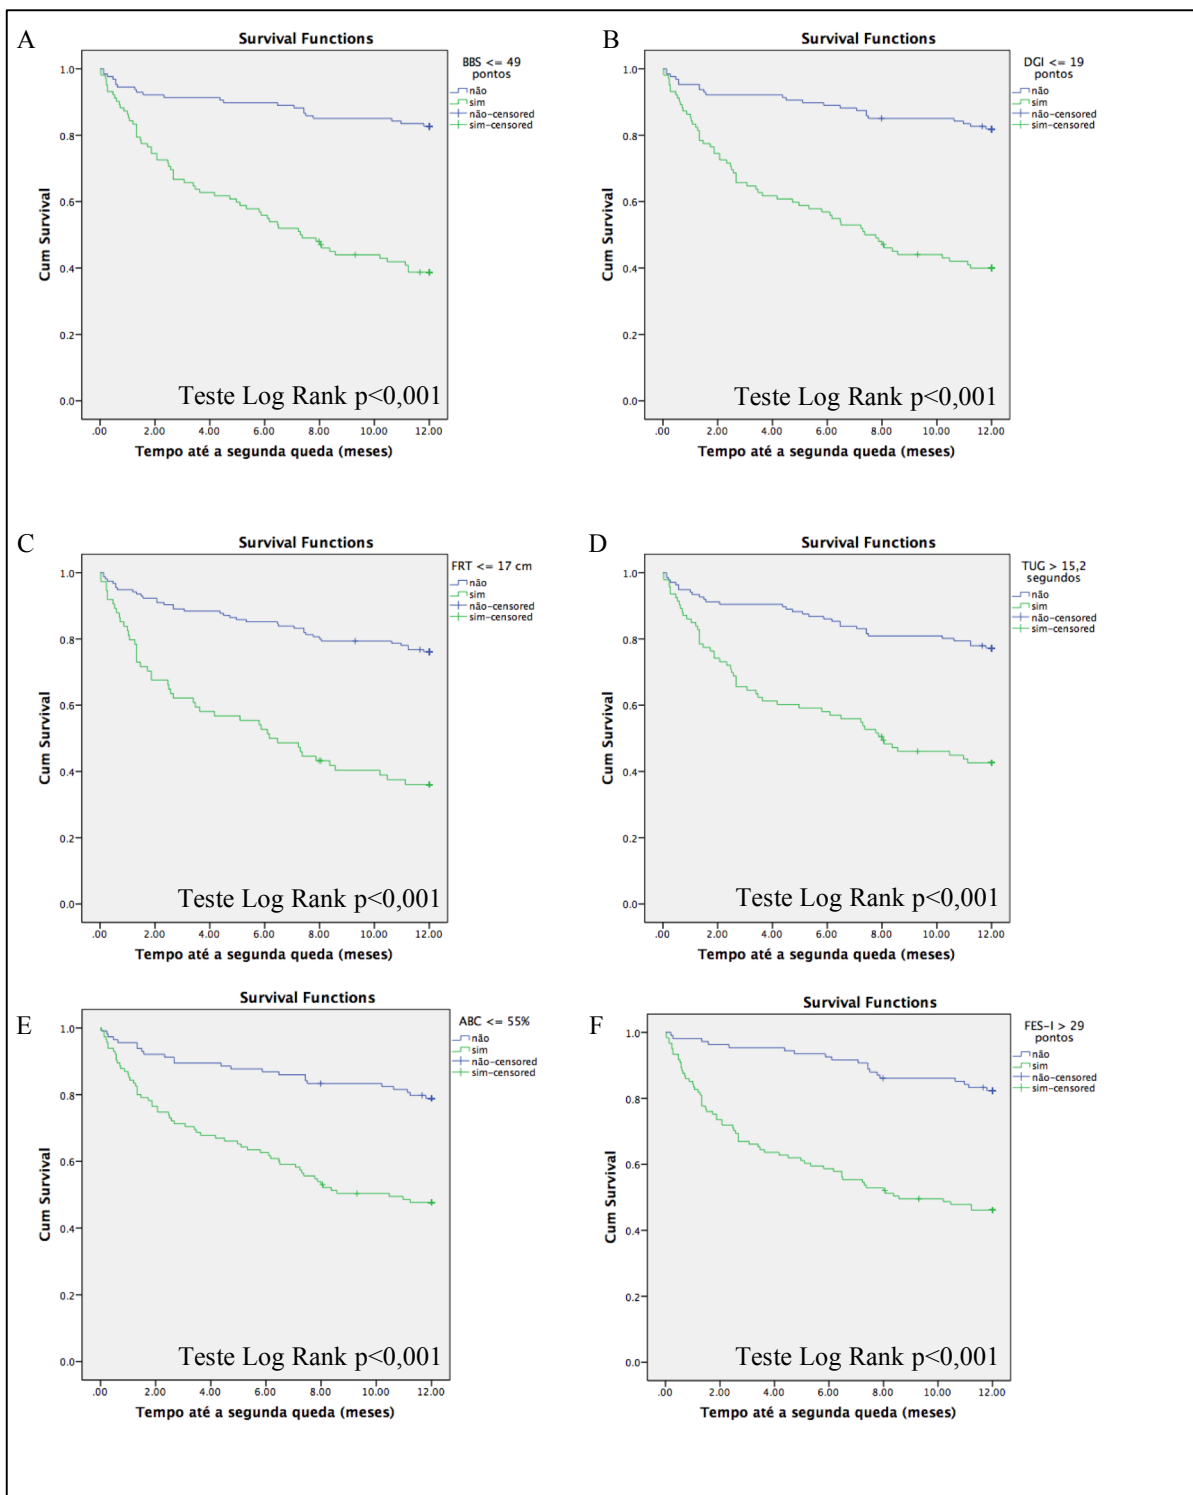 A
Survival Functions
BBS <= 49
pontos
não
sim
não-censored
sim-censored
Cum Survival
1.0
0.8
0.6
0.4
0.2
0.0
Teste Log Rank p<0,001
.00 2.00 4.00 6.00 8.00 10.00 12.00
Tempo até a segunda queda (meses)
B
Survival Functions
DGI <= 19
pontos
não
sim
não-censored
sim-censored
Cum Survival
1.0
0.8
0.6
0.4
0.2
0.0
Teste Log Rank p<0,001
.00 2.00 4.00 6.00 8.00 10.00 12.00
Tempo até a segunda queda (meses)
C
Survival Functions
FRT <= 17 cm
não
sim
não-censored
sim-censored
Cum Survival
1.0
0.8
0.6
0.4
0.2
0.0
Teste Log Rank p<0,001
.00 2.00 4.00 6.00 8.00 10.00 12.00
Tempo até a segunda queda (meses)
D
Survival Functions
TUG > 15,2
segundos
não
sim
não-censored
sim-censored
Cum Survival
1.0
0.8
0.6
0.4
0.2
0.0
Teste Log Rank p<0,001
.00 2.00 4.00 6.00 8.00 10.00 12.00
Tempo até a segunda queda (meses)
E
Survival Functions
ABC <= 55%
não
sim
não-censored
sim-censored
Cum Survival
1.0
0.8
0.6
0.4
0.2
0.0
Teste Log Rank p<0,001
.00 2.00 4.00 6.00 8.00 10.00 12.00
Tempo até a segunda queda (meses)
F
Survival Functions
FES-I > 29
pontos
não
sim
não-censored
sim-censored
Cum Survival
1.0
0.8
0.6
0.4
0.2
0.0
Teste Log Rank p<0,001
.00 2.00 4.00 6.00 8.00 10.00 12.00
Tempo até a segunda queda (meses)